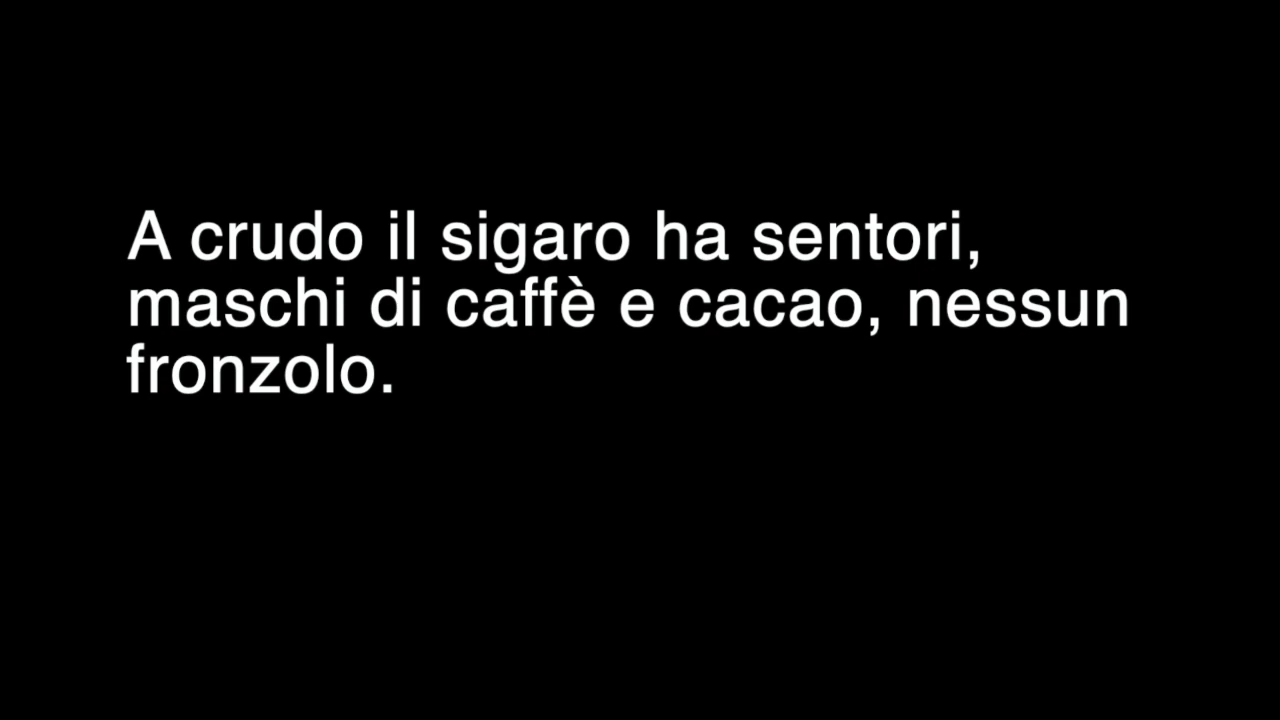 A crudo il sigaro ha sentori,
maschi di caffè e cacao, nessun
fronzolo.